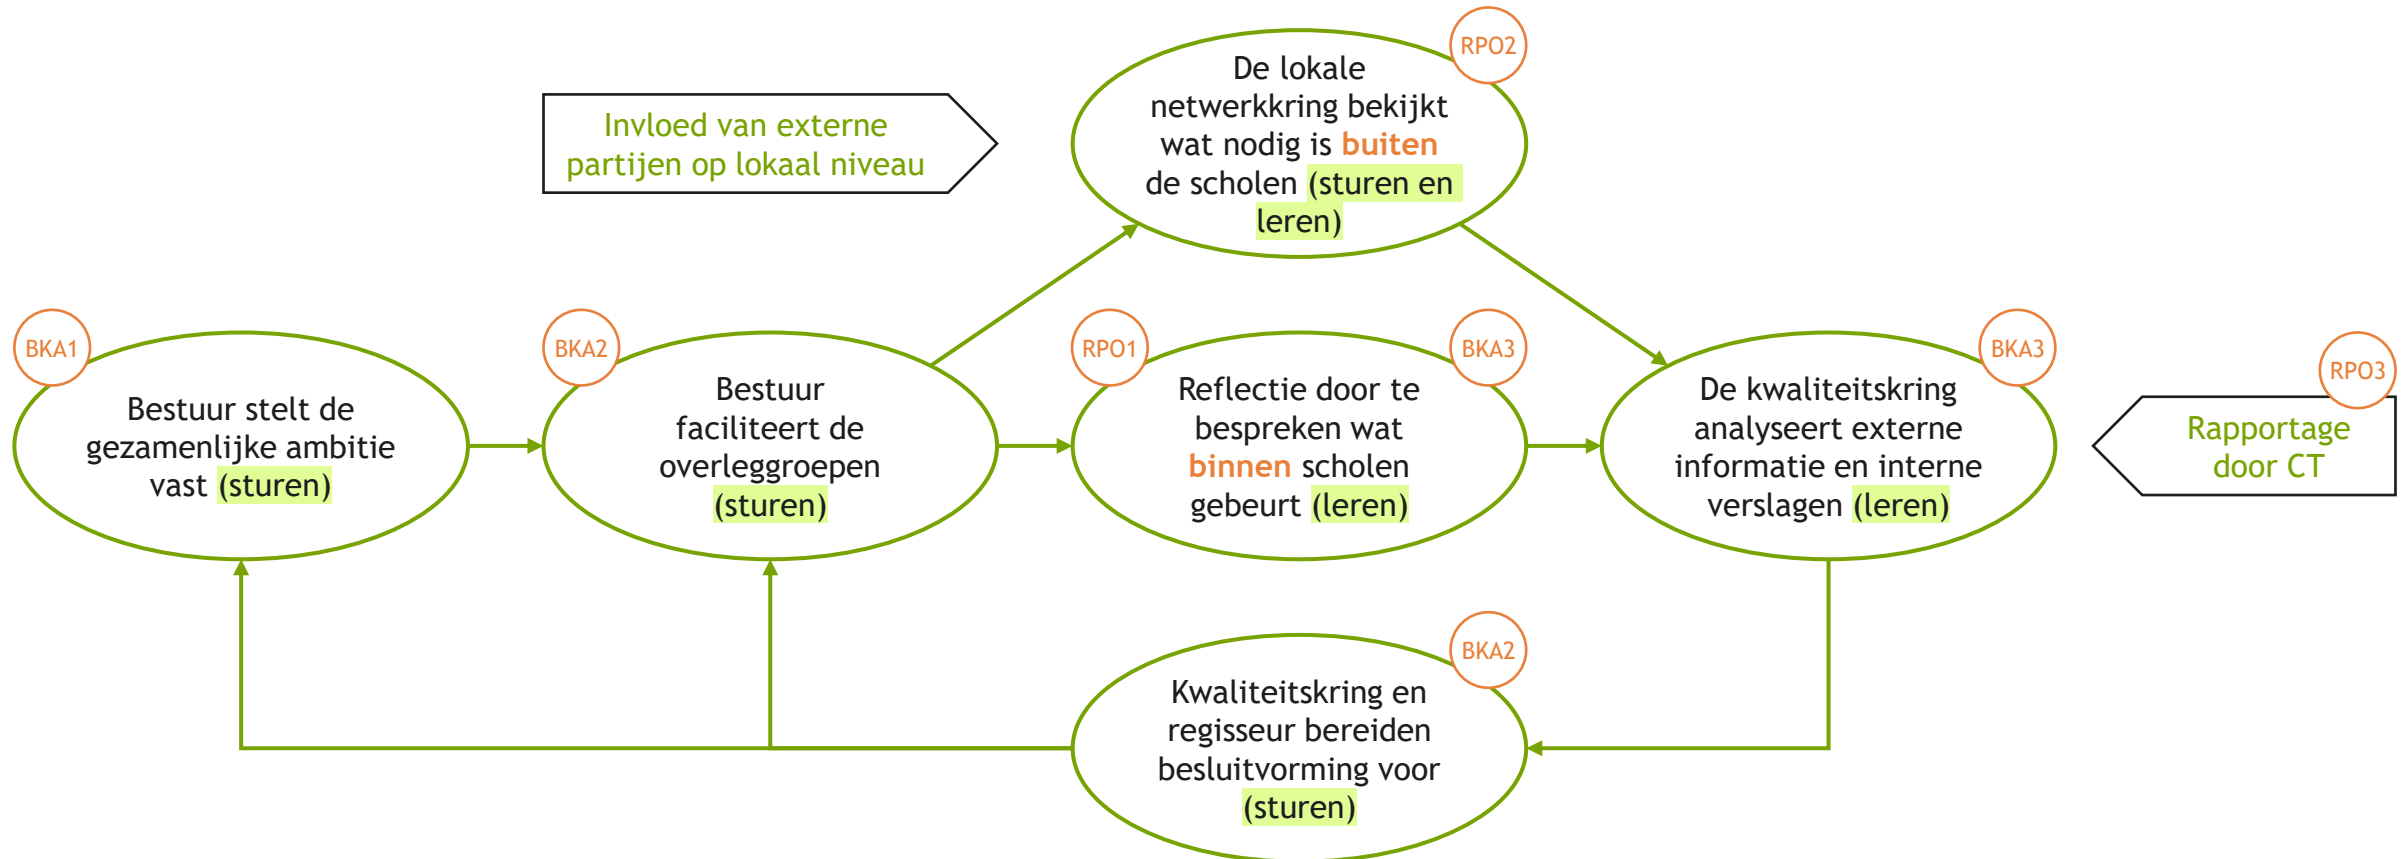 RPO2
De lokale
netwerkkring bekijkt
wat nodig is buiten
de scholen (sturen en
leren)
Invloed van externe
partijen op lokaal niveau
BKA1
Bestuur stelt de
gezamenlijke ambitie
vast (sturen)
BKA2
Bestuur
faciliteert de
overleggroepen
(sturen)
RPO1
BKA3
Reflectie door te
bespreken wat
binnen scholen
gebeurt (leren)
BKA3
De kwaliteitskring
analyseert externe
informatie en interne
verslagen (leren)
RPO3
Rapportage
door CT
BKA2
Kwaliteitskring en
regisseur bereiden
besluitvorming voor
(sturen)